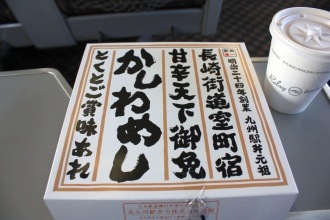 明治二十四年創業 九州駅弁元祖
長崎街道室町宿
甘辛天下御免
かしわめし
とくとご賞味あれ